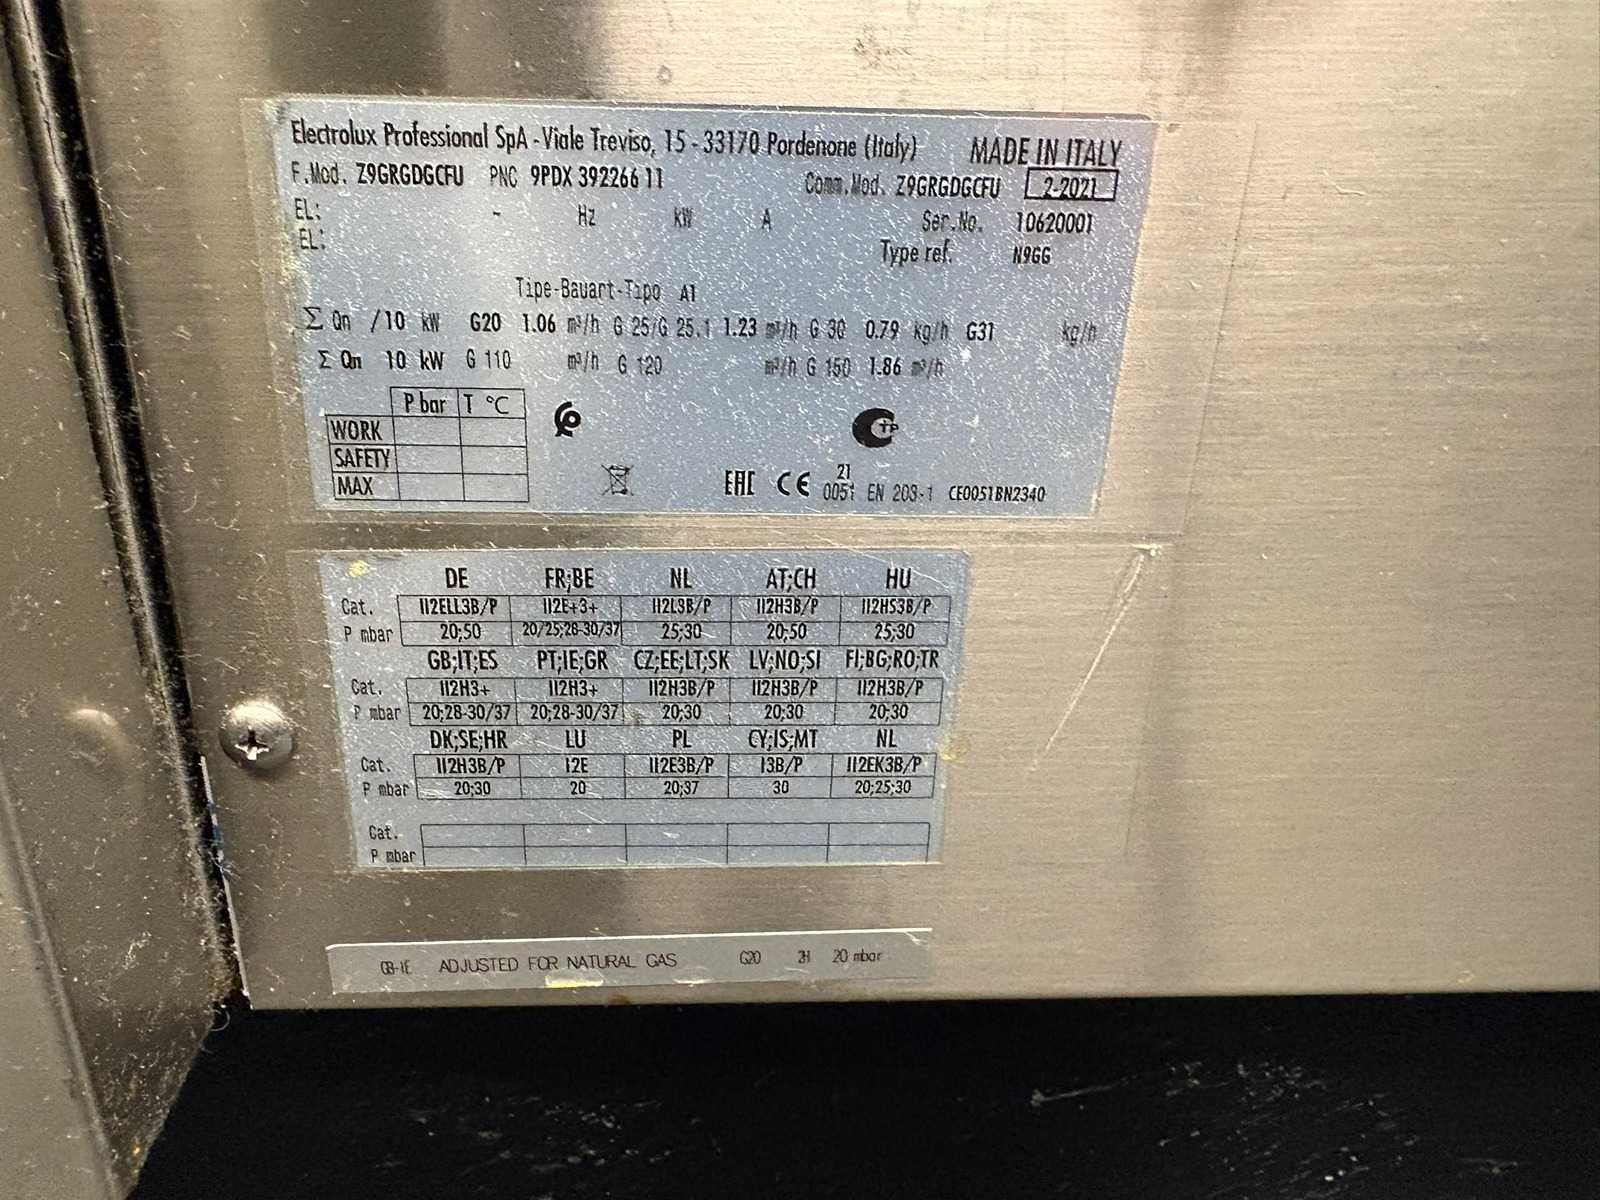 Electrolux Professional SpA - Viale Treviso, 15 - 33170 Pordenone (Italy) MADE IN ITALY
F.Mod. Z9GRGDGCFU PNC 9PDX 392266 11 Comm.Mod. Z9GRGDGCFU 2-2021
EL: ~ Hz kW A Ser.No. 10620001
EL: Type ref. N9GG
Tipe-Bauart-Tipo A1
Σ Qn /10 kW G20 1.06 m³/h G 25/G 25.1 1.23 m³/h G 30 0.79 kg/h G31 kg/h
Σ Qn 10 kW G 110 m³/h G 120 m³/h G 150 1.86 m³/h
P bar T °C
WORK
SAFETY
MAX
EAC CE 21 0051 EN 203-1 CE0051BN2340
DE FR;BE NL AT;CH HU
Cat. II2ELL3B/P II2E+3+ II2L3B/P II2H3B/P II2HS3B/P
P mbar 20;50 20/25;28-30/37 25;30 20;50 25;30
GB;IT;ES PT;IE;GR CZ;EE;LT;SK LV;NO;SI FI;BG;RO;TR
Cat. II2H3+ II2H3+ II2H3B/P II2H3B/P II2H3B/P
P mbar 20;28-30/37 20;28-30/37 20;30 20;30 20;30
DK;SE;HR LU PL CY;IS;MT NL
Cat. II2H3B/P I2E II2E3B/P I3B/P II2EK3B/P
P mbar 20;30 20 20;37 30 20;25;30
Cat.
P mbar
GB-IE ADJUSTED FOR NATURAL GAS G20 2H 20 mbar